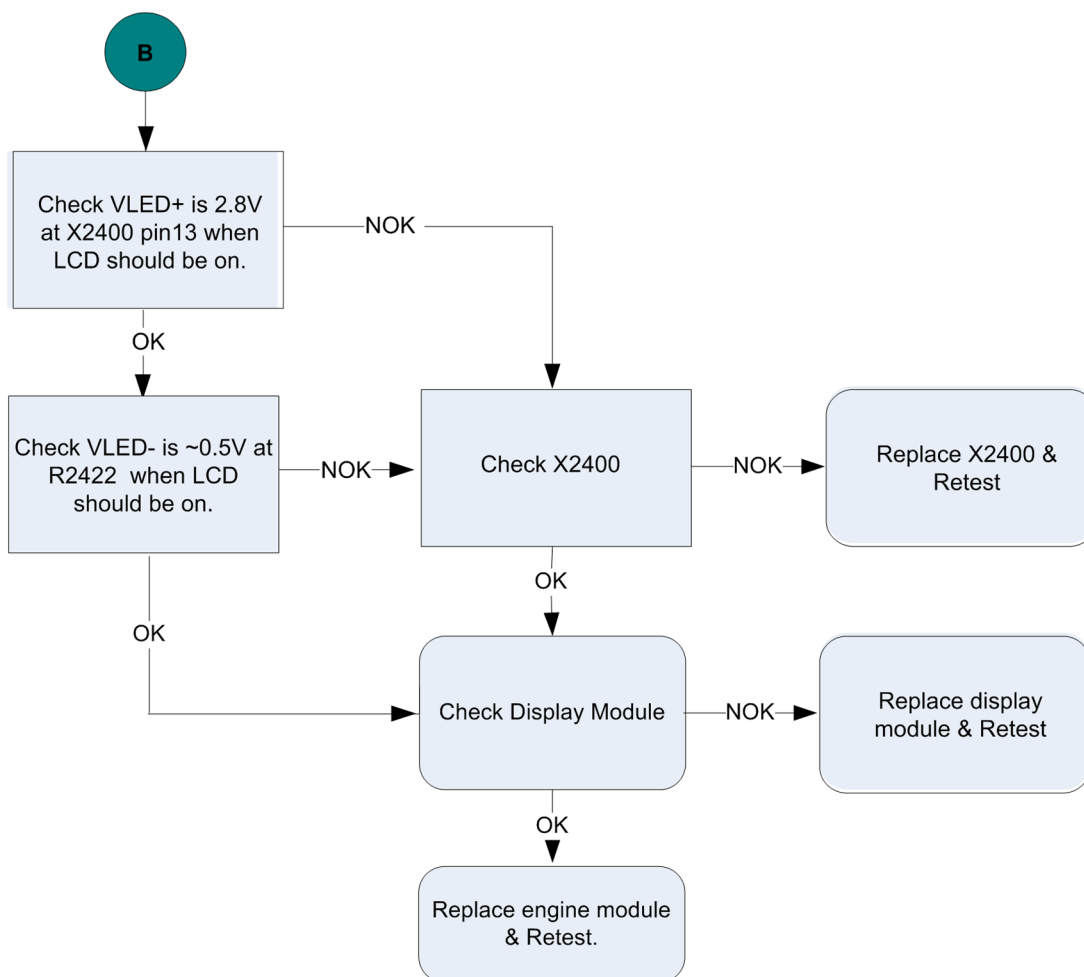 B
Check VLED+ is 2.8V
at X2400 pin13 when
LCD should be on.
NOK
OK
Check VLED- is ~0.5V at
R2422  when LCD
should be on.
NOK
Check X2400
NOK
Replace X2400 &
Retest
OK
OK
Check Display Module
NOK
Replace display
module & Retest
OK
Replace engine module
& Retest.